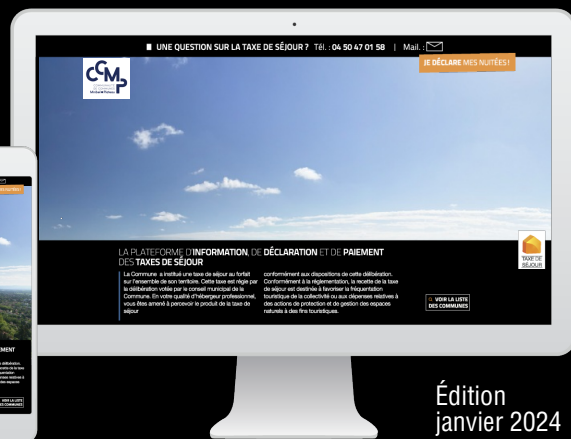 UNE QUESTION SUR LA TAXE DE SÉJOUR ? Tél. : 04 50 47 01 58 | Mail. :
JE DÉCLARE MES NUITÉES !
CCMP
LA PLATEFORME D'INFORMATION, DE DÉCLARATION ET DE PAIEMENT
DES TAXES DE SÉJOUR
La Commune a institué une taxe de séjour au forfait
sur l'ensemble de son territoire. Cette taxe est régie par
la délibération votée par le conseil municipal de la
Commune. En votre qualité d'hébergeur professionnel,
vous êtes amené à percevoir le produit de la taxe de
séjour
conformément aux dispositions de cette délibération.
Conformément à la réglementation, la recette de la taxe
de séjour est destinée à favoriser la fréquentation
touristique de la collectivité ou aux dépenses relatives à
des actions de protection et de gestion des espaces
naturels à des fins touristiques.
TAXE DE
SÉJOUR
VOIR LA LISTE
DES COMMUNES
EMENT
VOIR LA LISTE
DES COMMUNES
Édition
janvier 2024